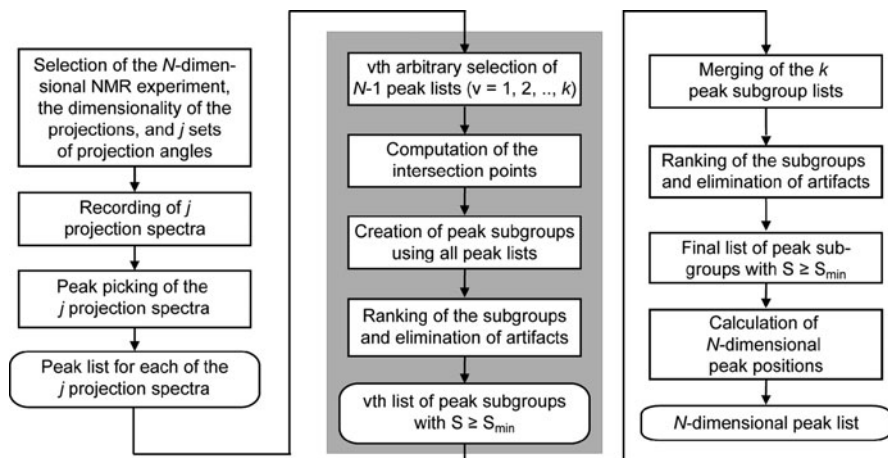 Selection of the N-dimen-
sional NMR experiment,
the dimensionality of the
projections, and j sets
of projection angles
Recording of j
projection spectra
Peak picking of the
j projection spectra
Peak list for each of the
j projection spectra
vth arbitrary selection of
N-1 peak lists (v = 1, 2, .., k)
Computation of the
intersection points
Creation of peak subgroups
using all peak lists
Ranking of the subgroups
and elimination of artifacts
vth list of peak subgroups
with S ≥ Smin
Merging of the k
peak subgroup lists
Ranking of the subgroups
and elimination of artifacts
Final list of peak sub-
groups with S ≥ Smin
Calculation of
N-dimensional
peak positions
N-dimensional peak list